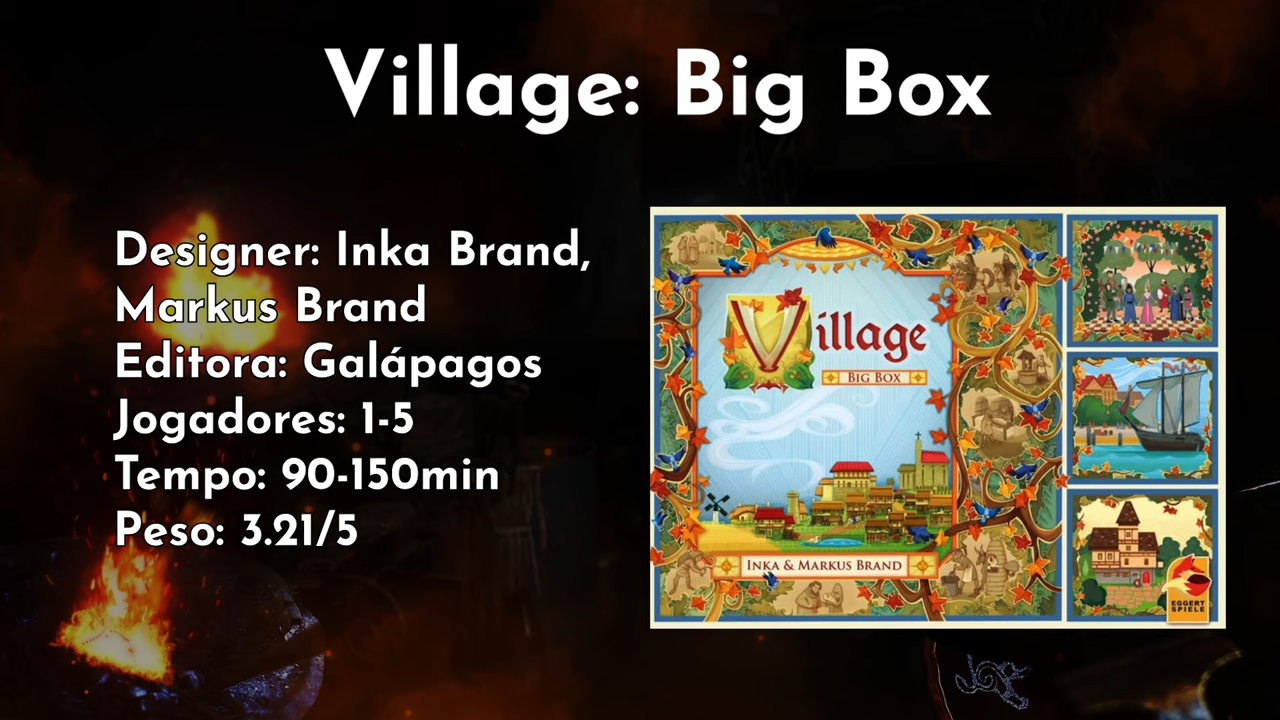 Village: Big Box
Designer: Inka Brand,
Markus Brand
Editora: Galápagos
Jogadores: 1-5
Tempo: 90-150min
Peso: 3.21/5
Village
BIG BOX
INKA & MARKUS BRAND
EGGERT
SPIELE